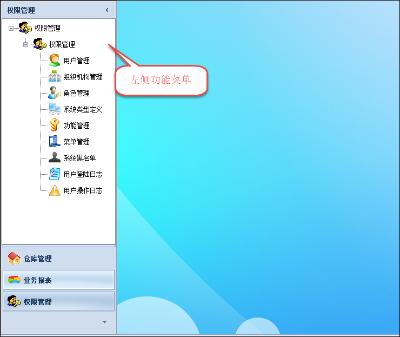 权限管理
权限管理
权限管理
用户管理
组织机构管理
角色管理
系统类型定义
功能管理
菜单管理
系统黑名单
用户登陆日志
用户操作日志
左侧功能菜单
仓库管理
业务报表
权限管理